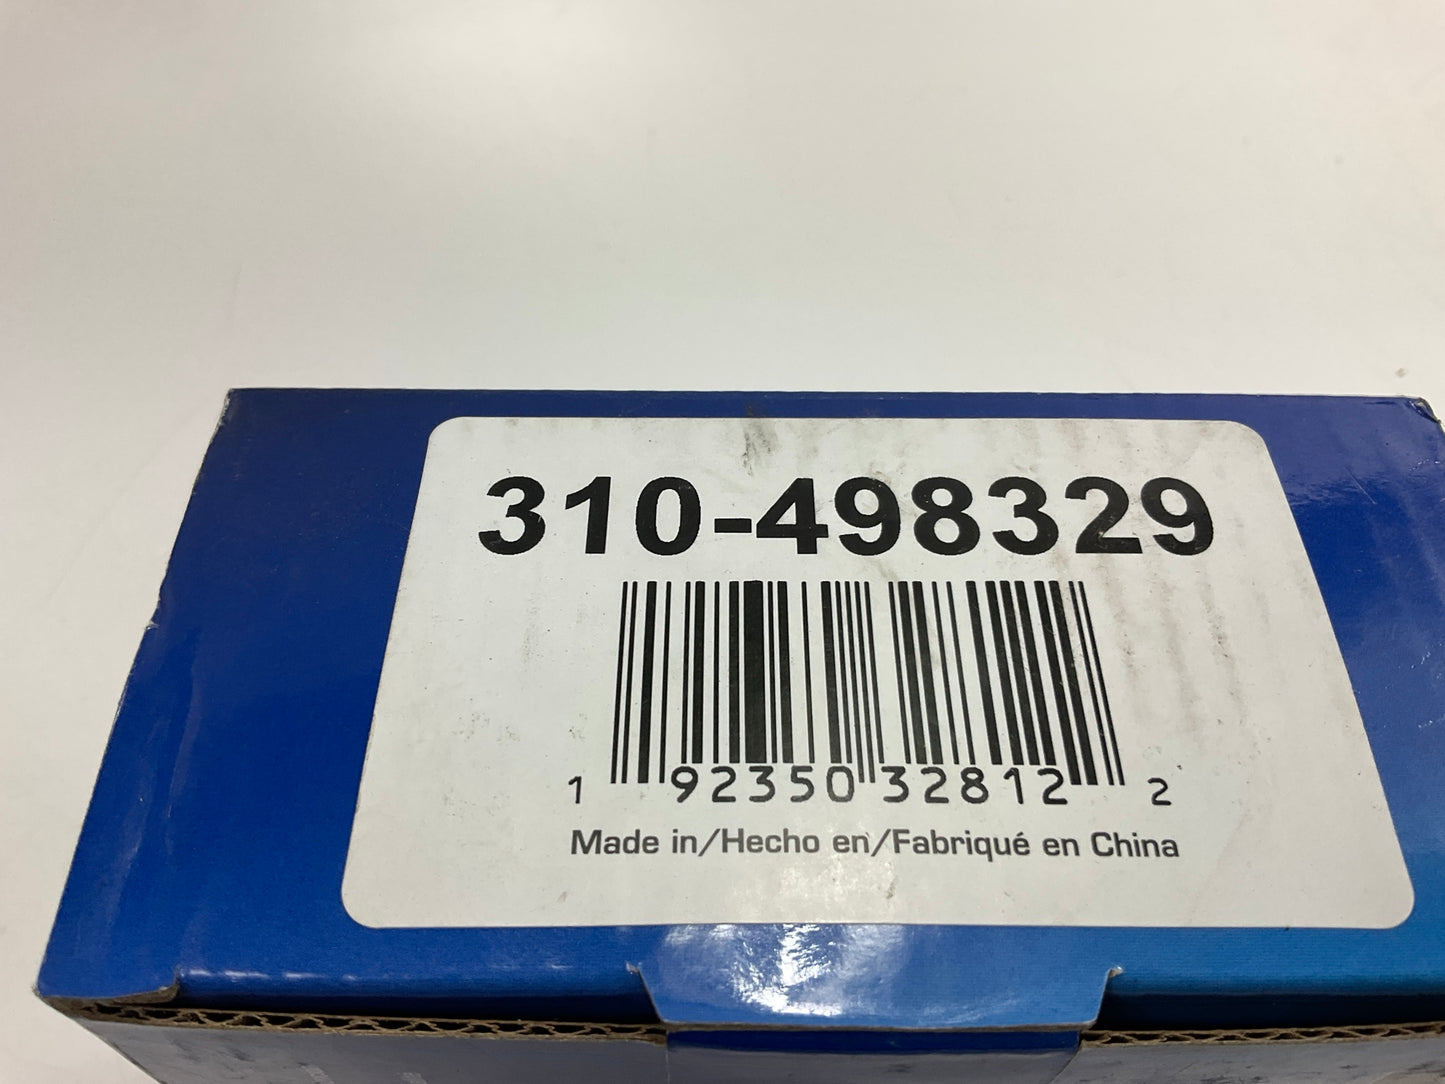 310-498329
1 92350 32812 2
Made in/Hecho en/Fabriqué en China